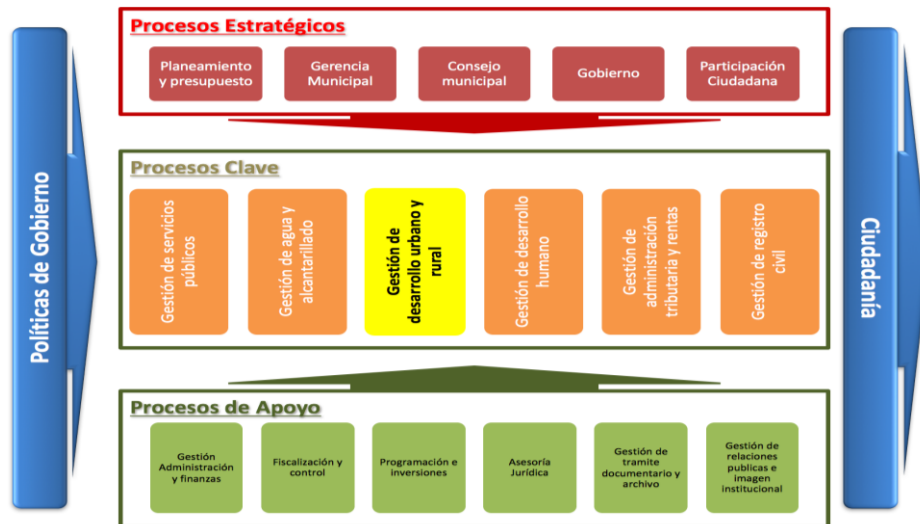 Políticas de Gobierno
Procesos Estratégicos
Planeamiento
y presupuesto
Gerencia
Municipal
Consejo
municipal
Gobierno
Participación
Ciudadana
Procesos Clave
Gestión de servicios
públicos
Gestión de agua y
alcantarillado
Gestión de
desarrollo urbano y
rural
Gestión de desarrollo
humano
Gestión de
administración
tributaria y rentas
Gestión de registro
civil
Procesos de Apoyo
Gestión
Administración
y finanzas
Fiscalización y
control
Programación e
inversiones
Asesoría
Jurídica
Gestión de
tramite
documentario y
archivo
Gestión de
relaciones
publicas e
imagen
institucional
Ciudadanía